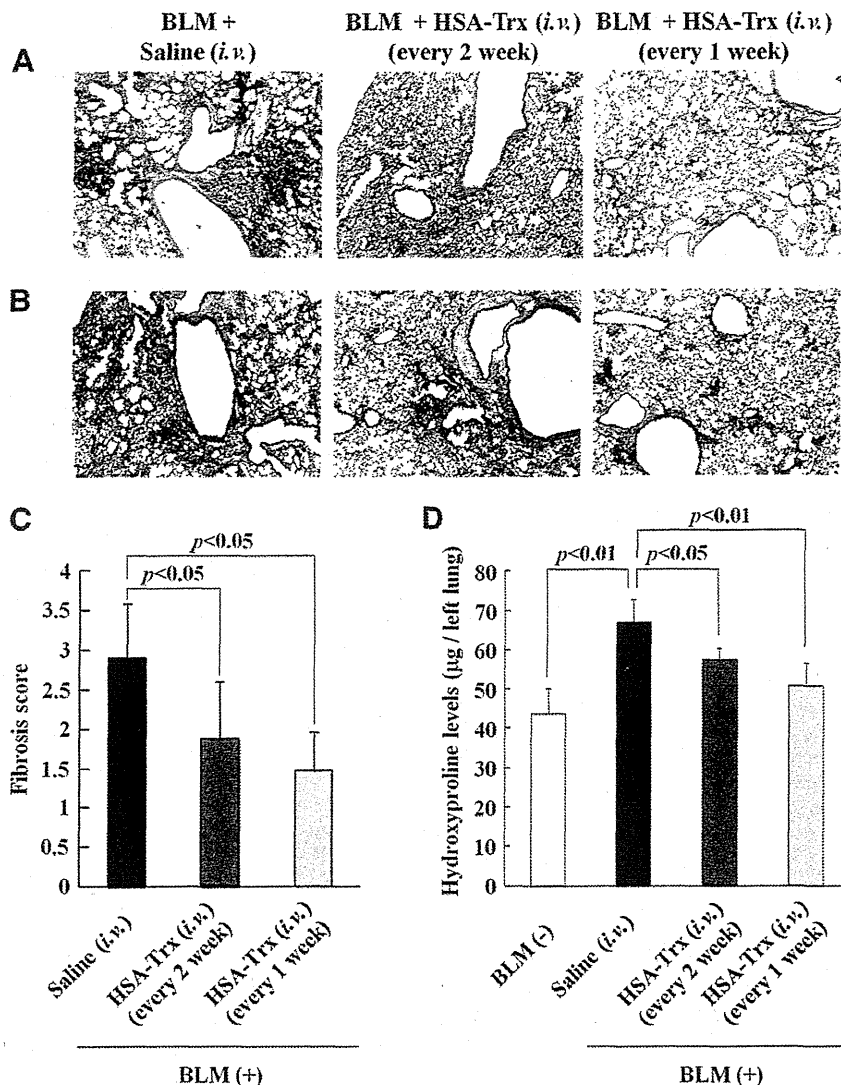 BLM +
Saline (i.v.)
BLM + HSA-Trx (i.v.)
(every 2 week)
BLM + HSA-Trx (i.v.)
(every 1 week)
A
B
C
p<0.05
p<0.05
4
3.5
3
2.5
2
1.5
1
0.5
0
Fibrosis score
Saline (i.v.)
HSA-Trx (i.v.)
(every 2 week)
HSA-Trx (i.v.)
(every 1 week)
BLM (+)
D
p<0.01
p<0.01
p<0.05
80
70
60
50
40
30
20
10
0
Hydroxyproline levels (µg / left lung)
BLM (-)
Saline (i.v.)
HSA-Trx (i.v.)
(every 2 week)
HSA-Trx (i.v.)
(every 1 week)
BLM (+)